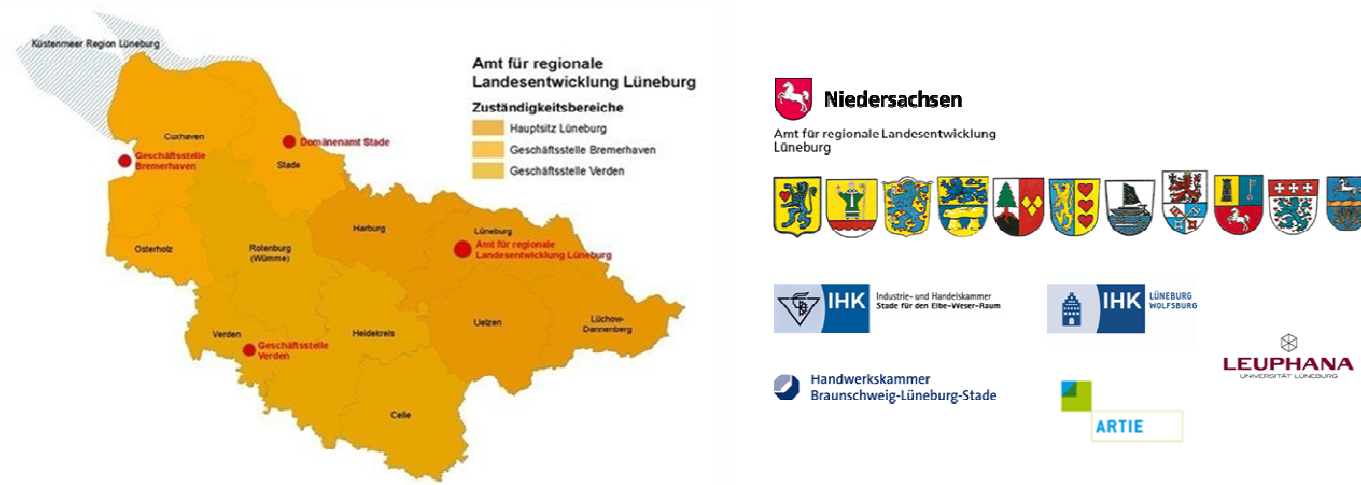 Küstenmeer Region Lüneburg
Amt für regionale
Landesentwicklung Lüneburg
Zuständigkeitsbereiche
Hauptsitz Lüneburg
Geschäftsstelle Bremerhaven
Geschäftsstelle Verden
Cuxhaven
Geschäftsstelle
Bremerhaven
Domänenamt Stade
Stade
Osterholz
Rotenburg
(Wümme)
Harburg
Lüneburg
Amt für regionale
Landesentwicklung Lüneburg
Verden
Geschäftsstelle
Verden
Heidekreis
Uelzen
Lüchow-
Dannenberg
Celle
Niedersachsen
Amt für regionale Landesentwicklung
Lüneburg
IHK
Industrie- und Handelskammer
Stade für den Elbe-Weser-Raum
IHK
LÜNEBURG
WOLFSBURG
LEUPHANA
UNIVERSITÄT LÜNEBURG
Handwerkskammer
Braunschweig-Lüneburg-Stade
ARTIE